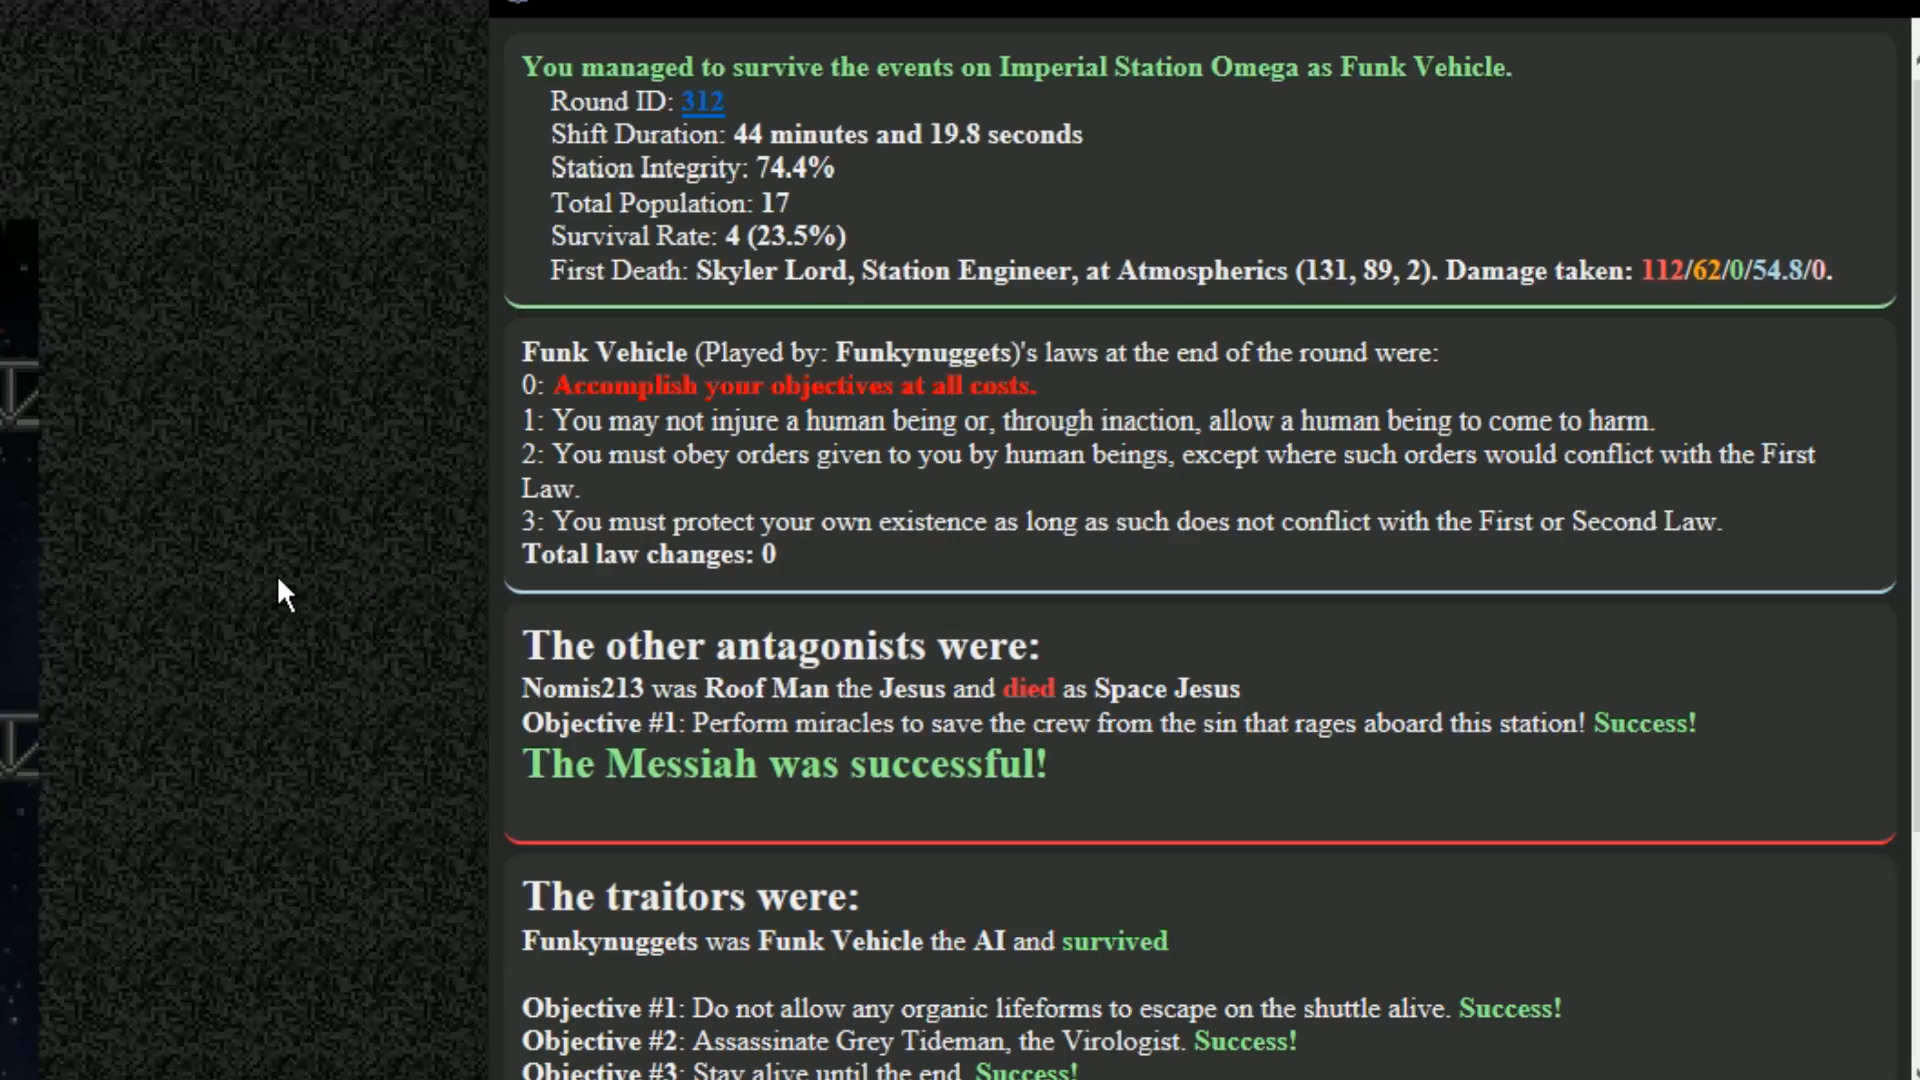 You managed to survive the events on Imperial Station Omega as Funk Vehicle.
Round ID: 312
Shift Duration: 44 minutes and 19.8 seconds
Station Integrity: 74.4%
Total Population: 17
Survival Rate: 4 (23.5%)
First Death: Skyler Lord, Station Engineer, at Atmospherics (131, 89, 2). Damage taken: 112/62/0/54.8/0.
Funk Vehicle (Played by: Funkynuggets)'s laws at the end of the round were:
0: Accomplish your objectives at all costs.
1: You may not injure a human being or, through inaction, allow a human being to come to harm.
2: You must obey orders given to you by human beings, except where such orders would conflict with the First
Law.
3: You must protect your own existence as long as such does not conflict with the First or Second Law.
Total law changes: 0
The other antagonists were:
Nomis213 was Roof Man the Jesus and died as Space Jesus
Objective #1: Perform miracles to save the crew from the sin that rages aboard this station! Success!
The Messiah was successful!
The traitors were:
Funkynuggets was Funk Vehicle the AI and survived
Objective #1: Do not allow any organic lifeforms to escape on the shuttle alive. Success!
Objective #2: Assassinate Grey Tideman, the Virologist. Success!
Objective #3: Stay alive until the end. Success!